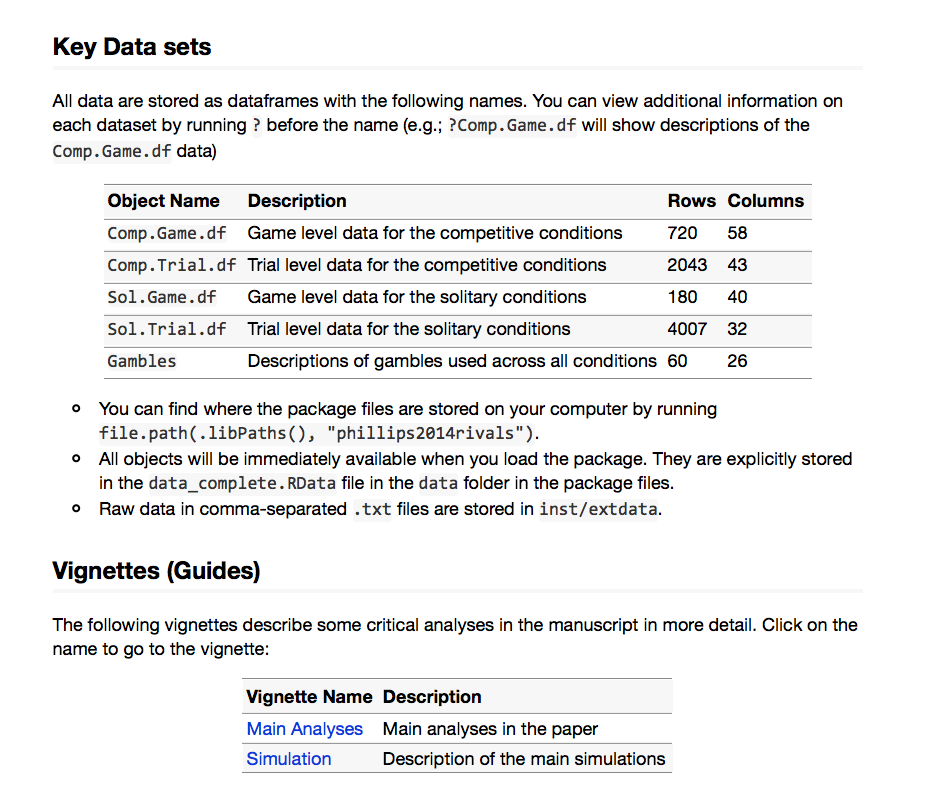 Key Data sets
All data are stored as dataframes with the following names. You can view additional information on
each dataset by running ? before the name (e.g.; ?Comp.Game.df will show descriptions of the
Comp.Game.df data)
Object Name Description Rows Columns
Comp.Game.df Game level data for the competitive conditions 720 58
Comp.Trial.df Trial level data for the competitive conditions 2043 43
Sol.Game.df Game level data for the solitary conditions 180 40
Sol.Trial.df Trial level data for the solitary conditions 4007 32
Gambles Descriptions of gambles used across all conditions 60 26
You can find where the package files are stored on your computer by running
file.path(.libPaths(), "phillips2014rivals").
All objects will be immediately available when you load the package. They are explicitly stored
in the data_complete.RData file in the data folder in the package files.
Raw data in comma-separated .txt files are stored in inst/extdata.
Vignettes (Guides)
The following vignettes describe some critical analyses in the manuscript in more detail. Click on the
name to go to the vignette:
Vignette Name Description
Main Analyses Main analyses in the paper
Simulation Description of the main simulations